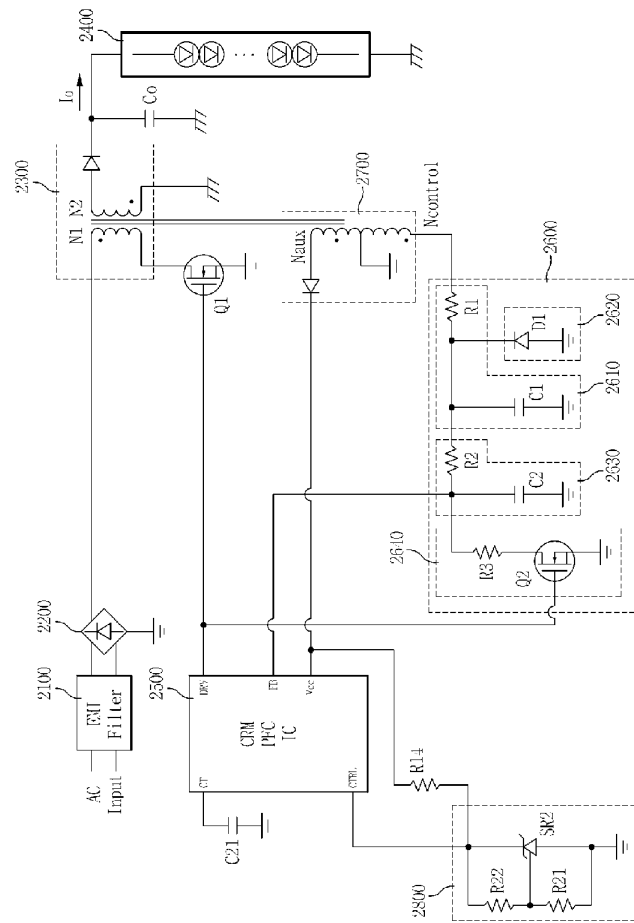 AC
Input
2100
EMI
Filter
2200
2300
N1
N2
Io
Co
2400
Q1
2700
Naux
Ncontrol
2500
CT
DRV
CRM
PFC
IC
FB
CTRL
Vcc
C21
R14
2800
R22
R21
SR2
2600
2640
R3
Q2
R2
C2
2630
R1
C1
2610
D1
2620